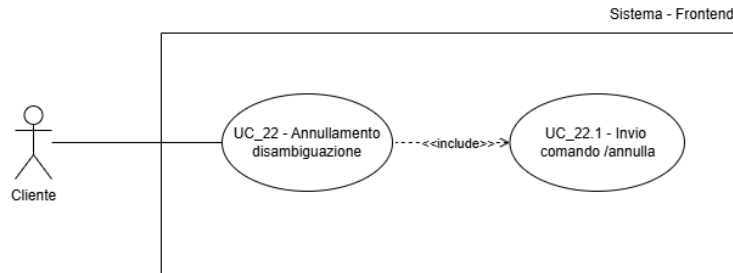 Sistema - Frontend
UC_22 - Annullamento
disambiguazione
<<include>>
UC_22.1 - Invio
comando /annulla
Cliente